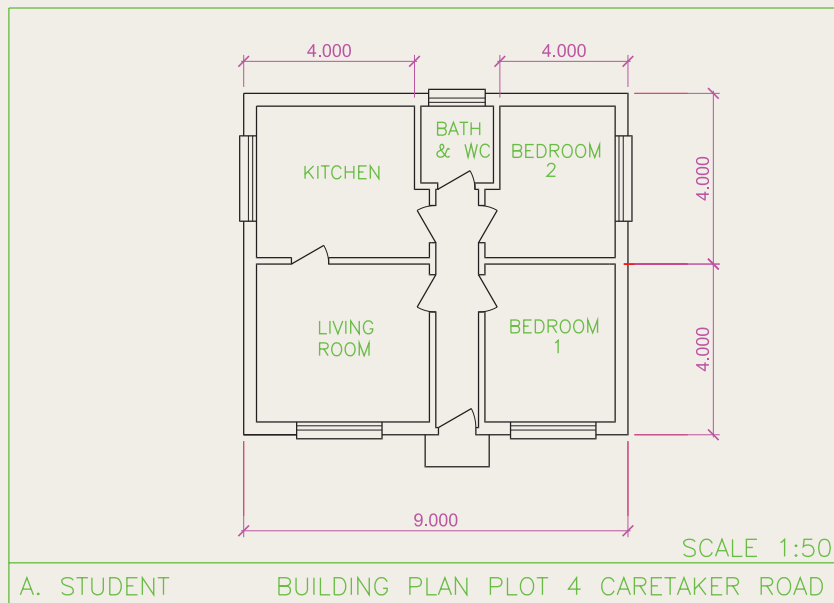 4.000
4.000
BATH
& WC
KITCHEN
BEDROOM
2
4.000
LIVING
ROOM
BEDROOM
1
4.000
9.000
SCALE 1:50
A. STUDENT
BUILDING PLAN PLOT 4 CARETAKER ROAD